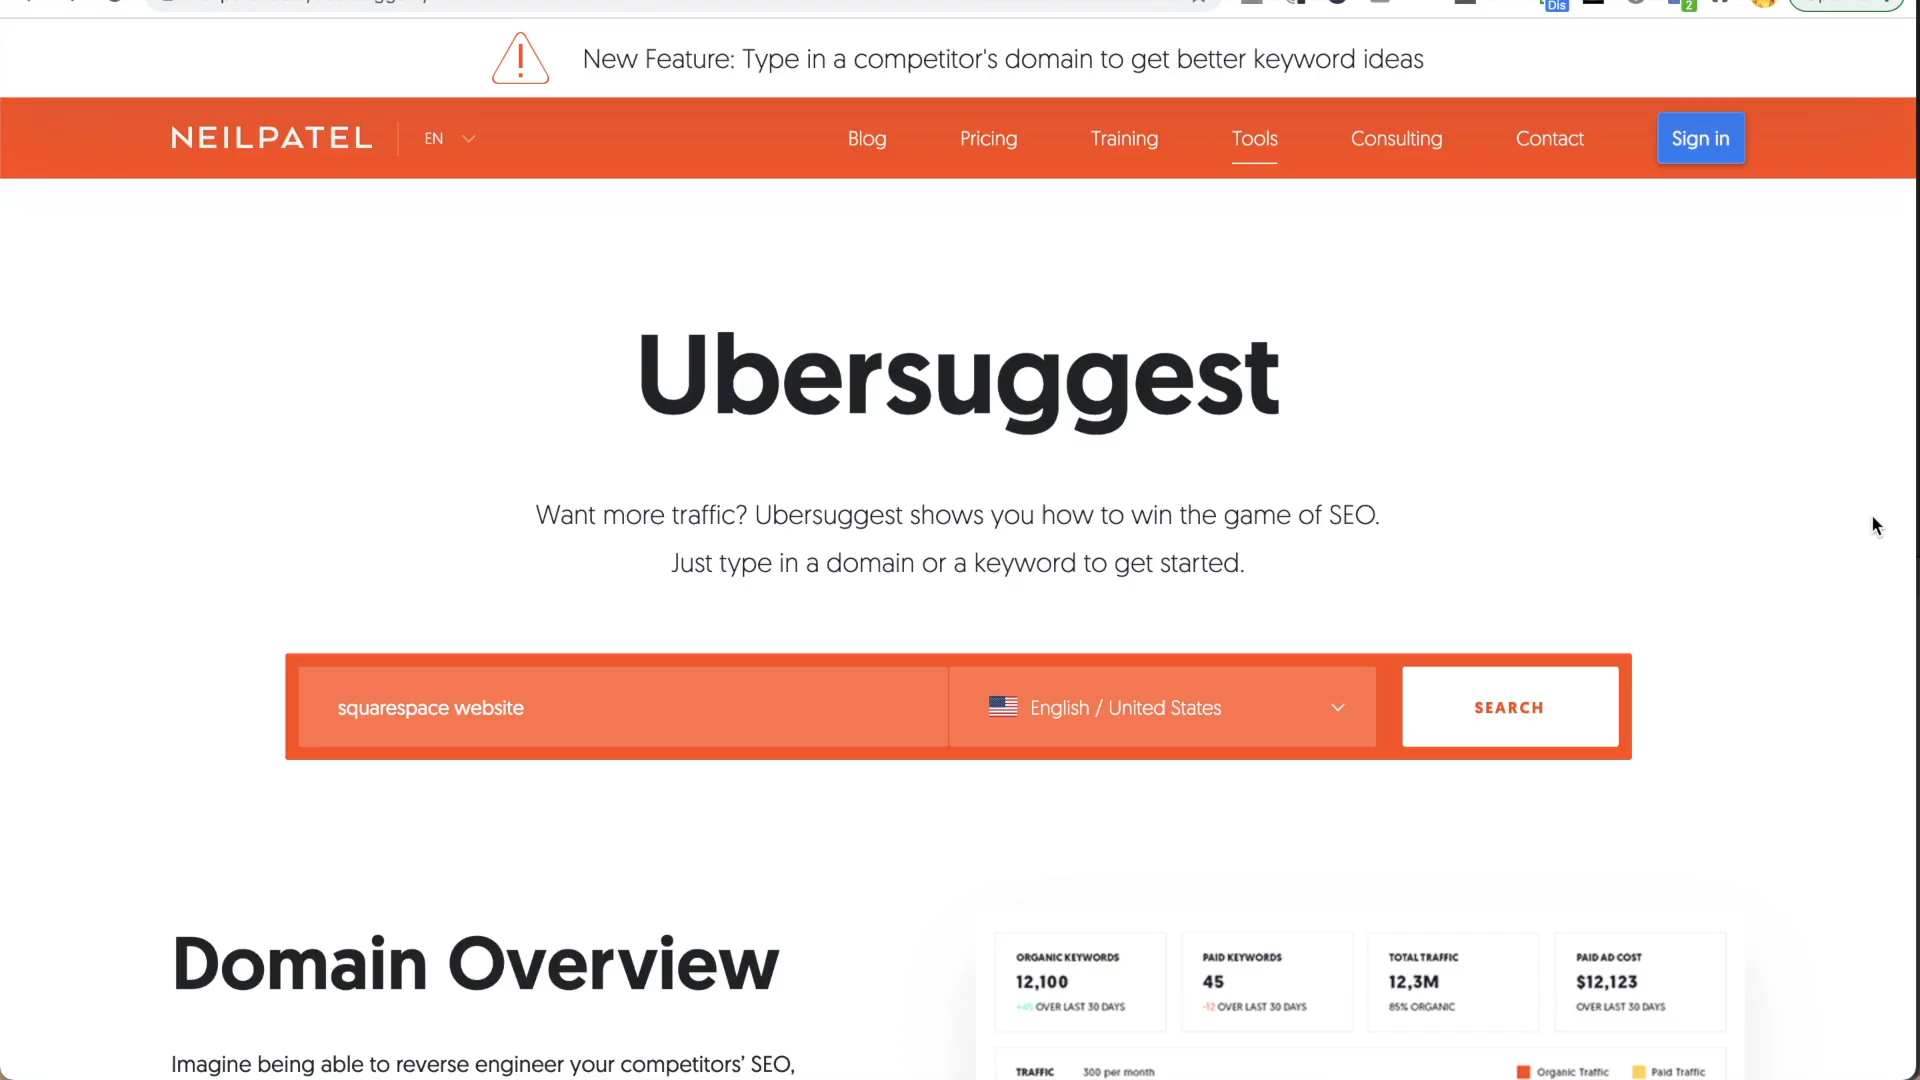 Dis
2
New Feature: Type in a competitor's domain to get better keyword ideas
NEILPATEL
EN
Blog
Pricing
Training
Tools
Consulting
Contact
Sign in
Ubersuggest
Want more traffic? Ubersuggest shows you how to win the game of SEO.
Just type in a domain or a keyword to get started.
squarespace website
English / United States
SEARCH
Domain Overview
Imagine being able to reverse engineer your competitors’ SEO,
ORGANIC KEYWORDS
12,100
+45 OVER LAST 30 DAYS
PAID KEYWORDS
45
-12 OVER LAST 30 DAYS
TOTAL TRAFFIC
12,3M
85% ORGANIC
PAID AD COST
$12,123
OVER LAST 30 DAYS
TRAFFIC
300 per month
Organic Traffic
Paid Traffic